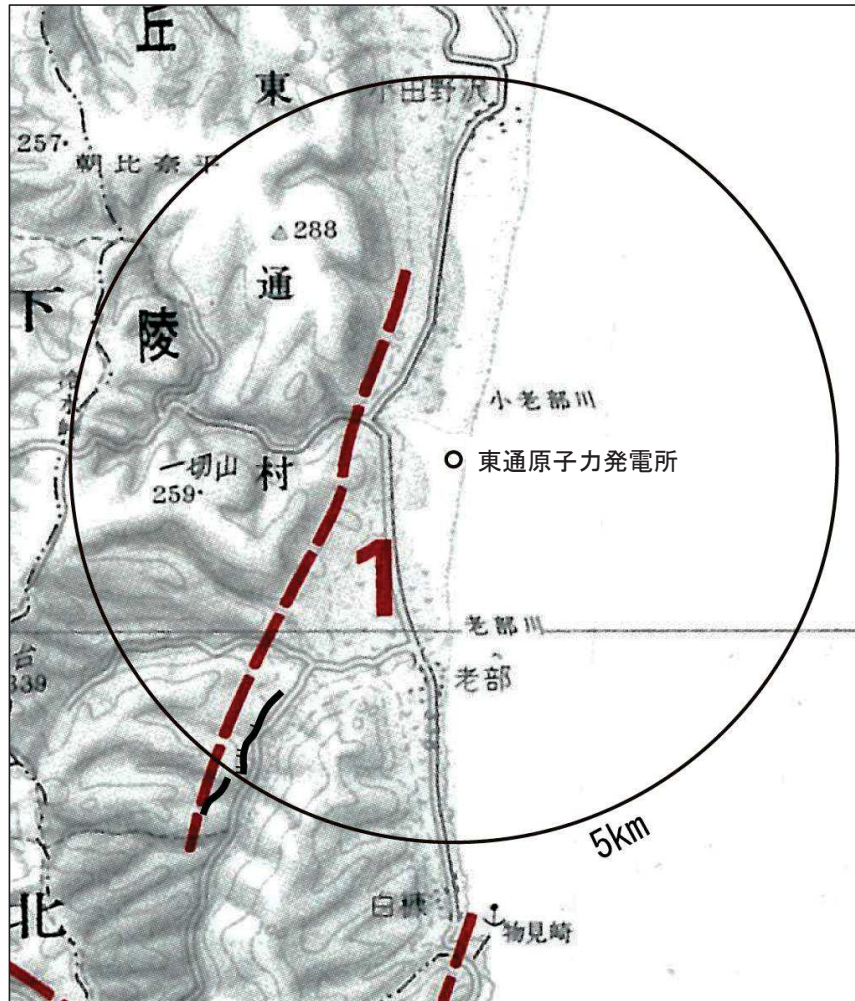 丘
東
小田野沢
257
朝比奈平
288
通
下
陵
小老部川
東通原子力発電所
一切山
村
259
1
老部川
老部
339
5km
白糠
物見崎
北